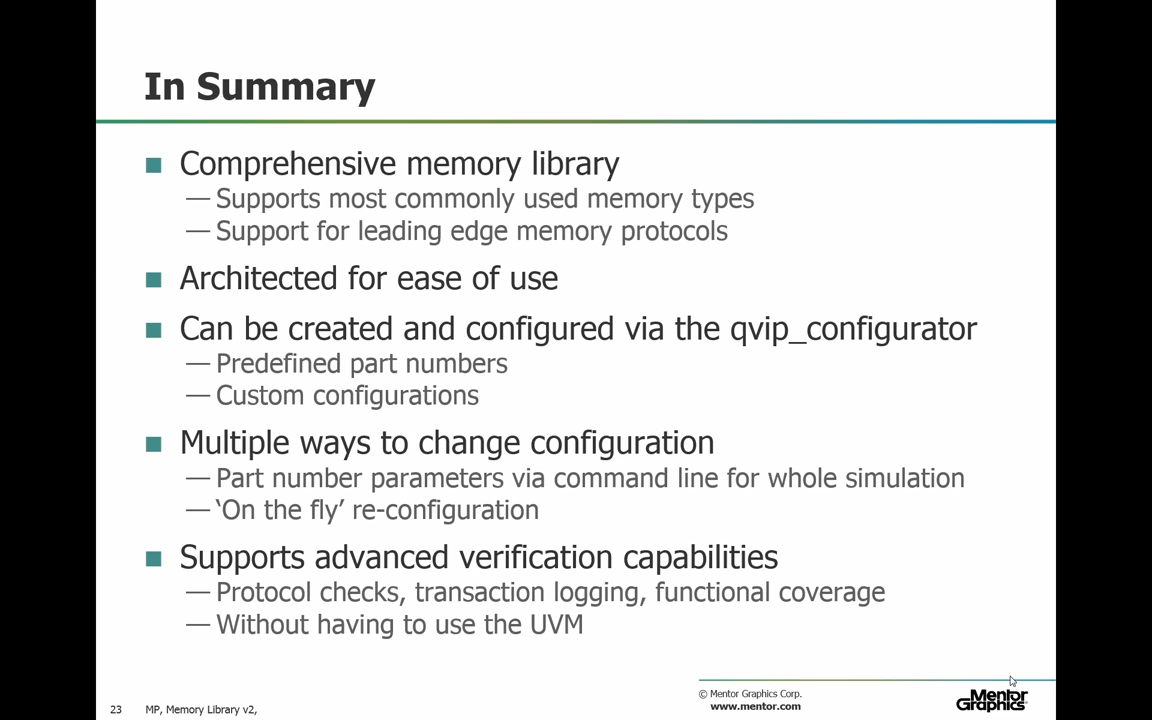 In Summary
Comprehensive memory library
— Supports most commonly used memory types
— Support for leading edge memory protocols
Architected for ease of use
Can be created and configured via the qvip_configurator
— Predefined part numbers
— Custom configurations
Multiple ways to change configuration
— Part number parameters via command line for whole simulation
— ‘On the fly’ re-configuration
Supports advanced verification capabilities
— Protocol checks, transaction logging, functional coverage
— Without having to use the UVM
23 MP, Memory Library v2,
© Mentor Graphics Corp.
www.mentor.com
Mentor
Graphics